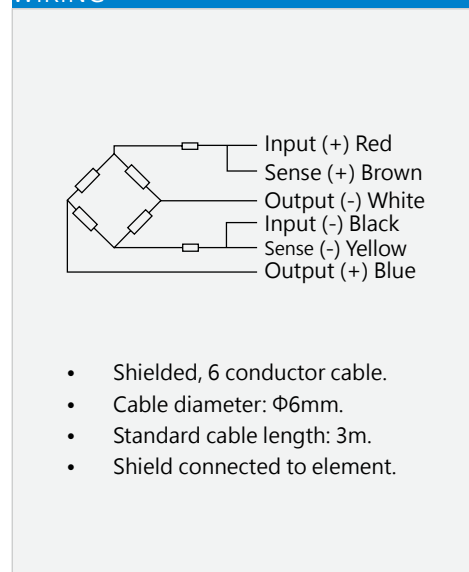 WIRING
Input (+) Red
Sense (+) Brown
Output (-) White
Input (-) Black
Sense (-) Yellow
Output (+) Blue
• Shielded, 6 conductor cable.
• Cable diameter: Φ6mm.
• Standard cable length: 3m.
• Shield connected to element.